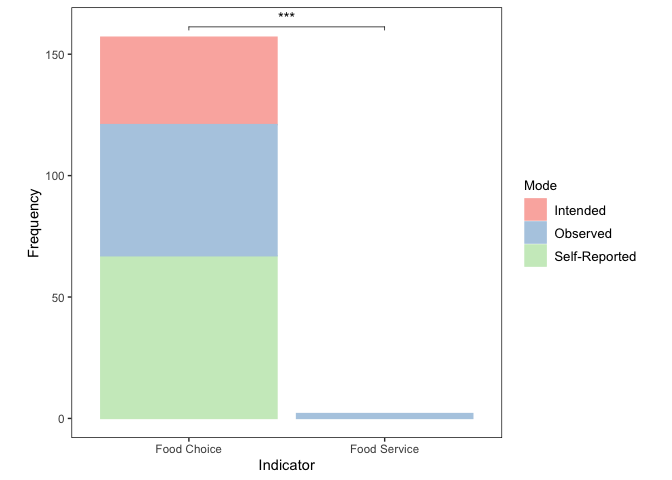 ***
150
100
50
0
Frequency
Food Choice
Food Service
Indicator
Mode
Intended
Observed
Self-Reported